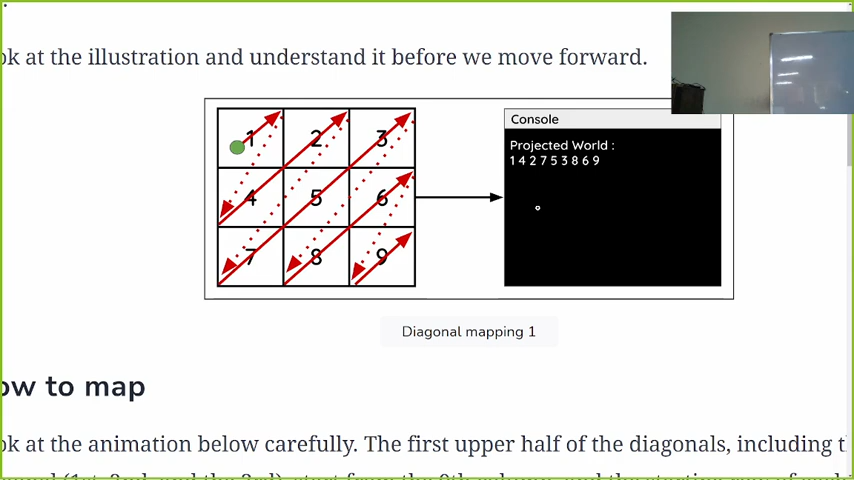 ok at the illustration and understand it before we move forward.
1 2 3
4 5 6
7 8 9
Console
Projected World :
1 4 2 7 5 3 8 6 9
Diagonal mapping 1
ow to map
ok at the animation below carefully. The first upper half of the diagonals, including t